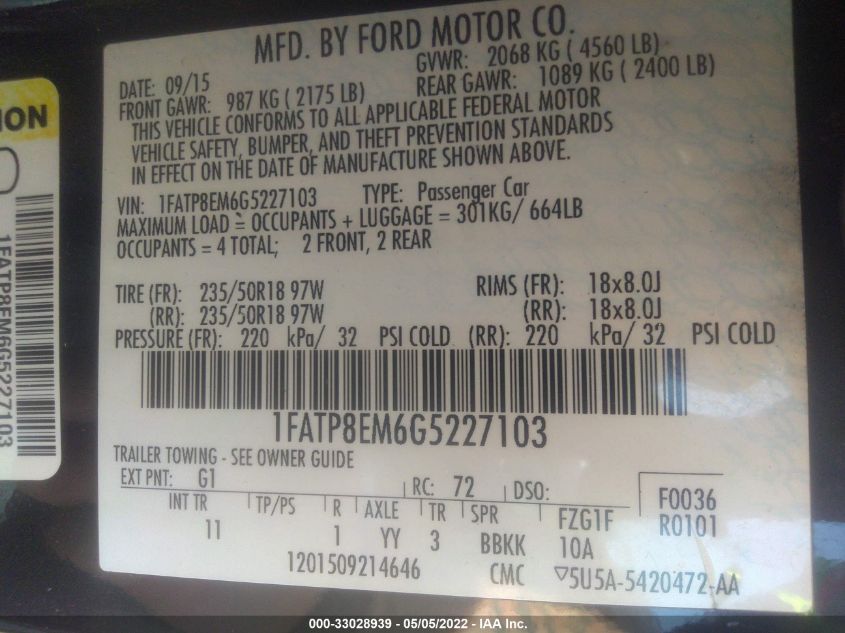 MFD. BY FORD MOTOR CO.
DATE: 09/15 GVWR: 2068 KG ( 4560 LB)
FRONT GAWR: 987 KG ( 2175 LB) REAR GAWR: 1089 KG ( 2400 LB)
THIS VEHICLE CONFORMS TO ALL APPLICABLE FEDERAL MOTOR
VEHICLE SAFETY, BUMPER, AND THEFT PREVENTION STANDARDS
IN EFFECT ON THE DATE OF MANUFACTURE SHOWN ABOVE.
VIN: 1FATP8EM6G5227103 TYPE: Passenger Car
MAXIMUM LOAD = OCCUPANTS + LUGGAGE = 301KG/ 664LB
OCCUPANTS = 4 TOTAL; 2 FRONT, 2 REAR
TIRE (FR): 235/50R18 97W RIMS (FR): 18x8.0J
(RR): 235/50R18 97W (RR): 18x8.0J
PRESSURE (FR): 220 kPa/ 32 PSI COLD (RR): 220 kPa/ 32 PSI COLD
1FATP8EM6G5227103
TRAILER TOWING - SEE OWNER GUIDE
EXT PNT: G1 RC: 72 DSO: F0036
INT TR TP/PS R AXLE TR SPR FZG1F R0101
11 1 YY 3 BBKK 10A
1201509214646 CMC ▽5U5A-5420472-AA
ION
1FATP8EM6G5227103
000-33028939 - 05/05/2022 - IAA Inc.